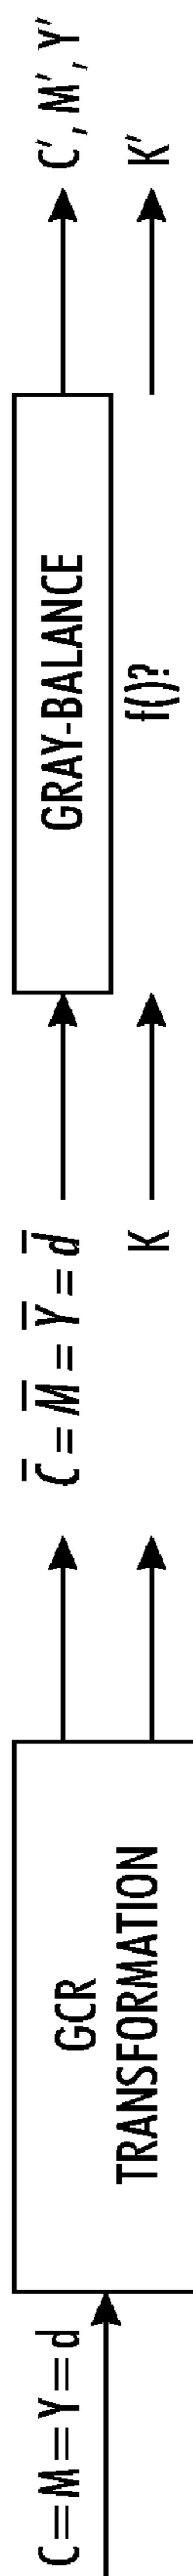 C = M = Y = d
GCR
TRANSFORMATION
C̅ = M̅ = Y̅ = d̅
K
GRAY-BALANCE
f()?
C′, M′, Y′
K′